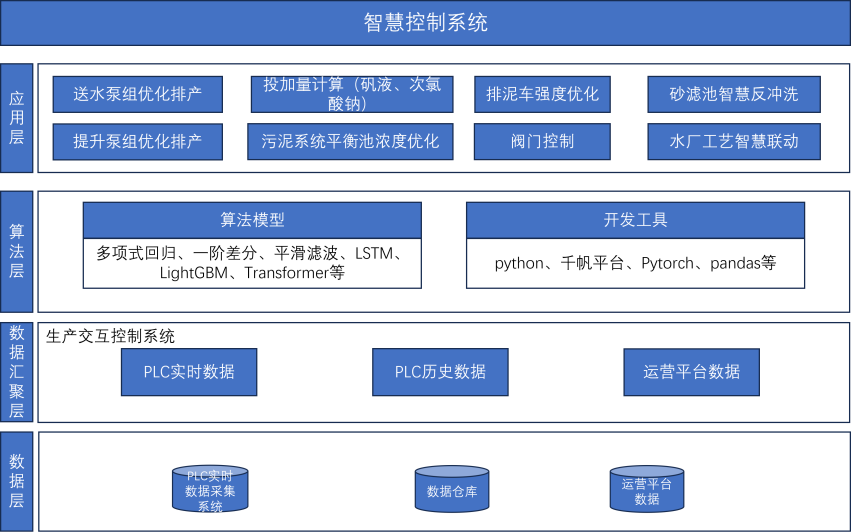 智慧控制系统
应用层
送水泵组优化排产
投加量计算（矾液、次氯
酸钠）
排泥车强度优化
砂滤池智慧反冲洗
提升泵组优化排产
污泥系统平衡池浓度优化
阀门控制
水厂工艺智慧联动
算法层
算法模型
多项式回归、一阶差分、平滑滤波、LSTM、
LightGBM、Transformer等
开发工具
python、千帆平台、Pytorch、pandas等
数据汇聚层
生产交互控制系统
PLC实时数据
PLC历史数据
运营平台数据
数据层
PLC实时
数据采集
系统
数据仓库
运营平台
数据